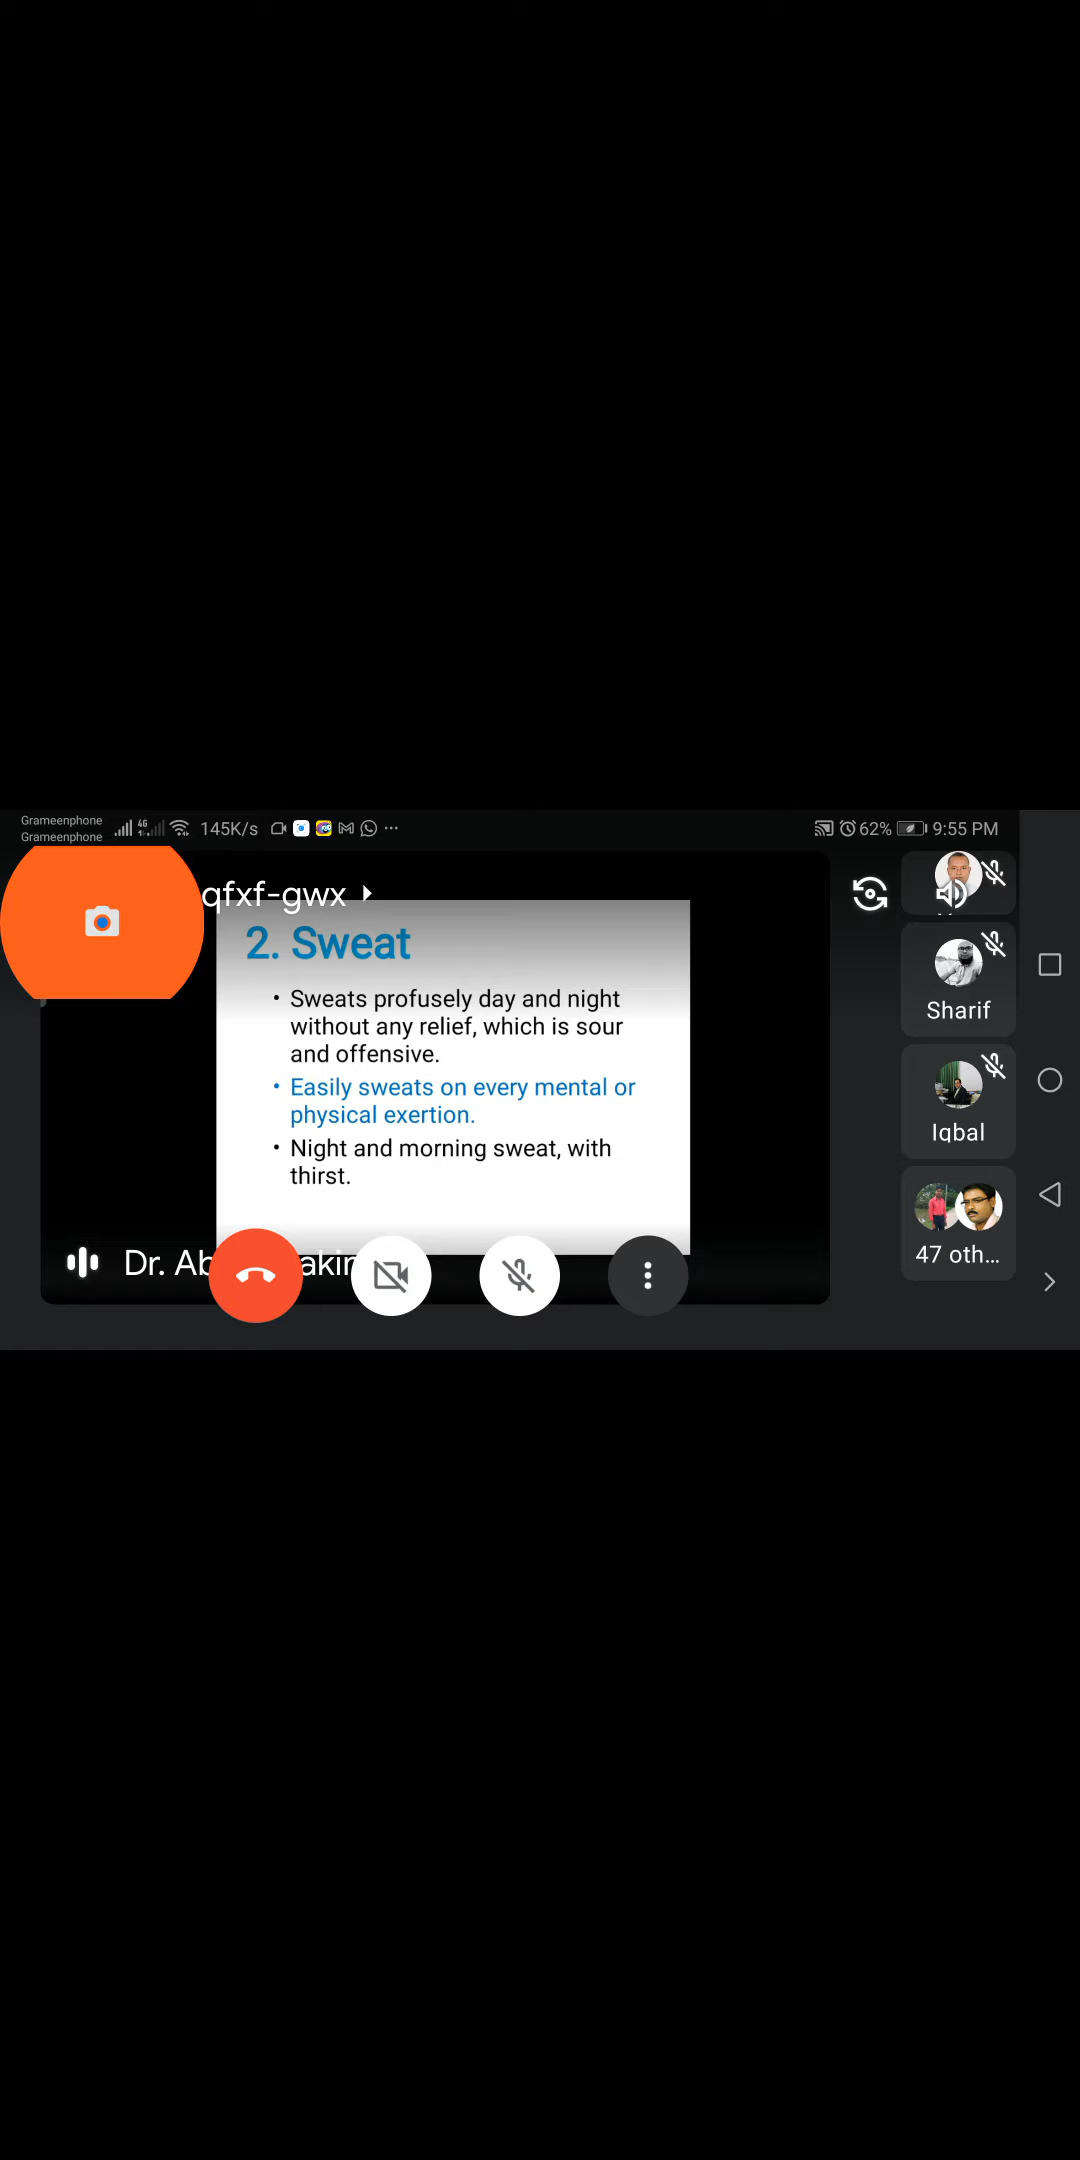 Grameenphone
Grameenphone
4G
145K/s
62%
9:55 PM
qfxf-gwx
2. Sweat
• Sweats profusely day and night
without any relief, which is sour
and offensive.
• Easily sweats on every mental or
physical exertion.
• Night and morning sweat, with
thirst.
Dr.
Sharif
Iqbal
47 oth...